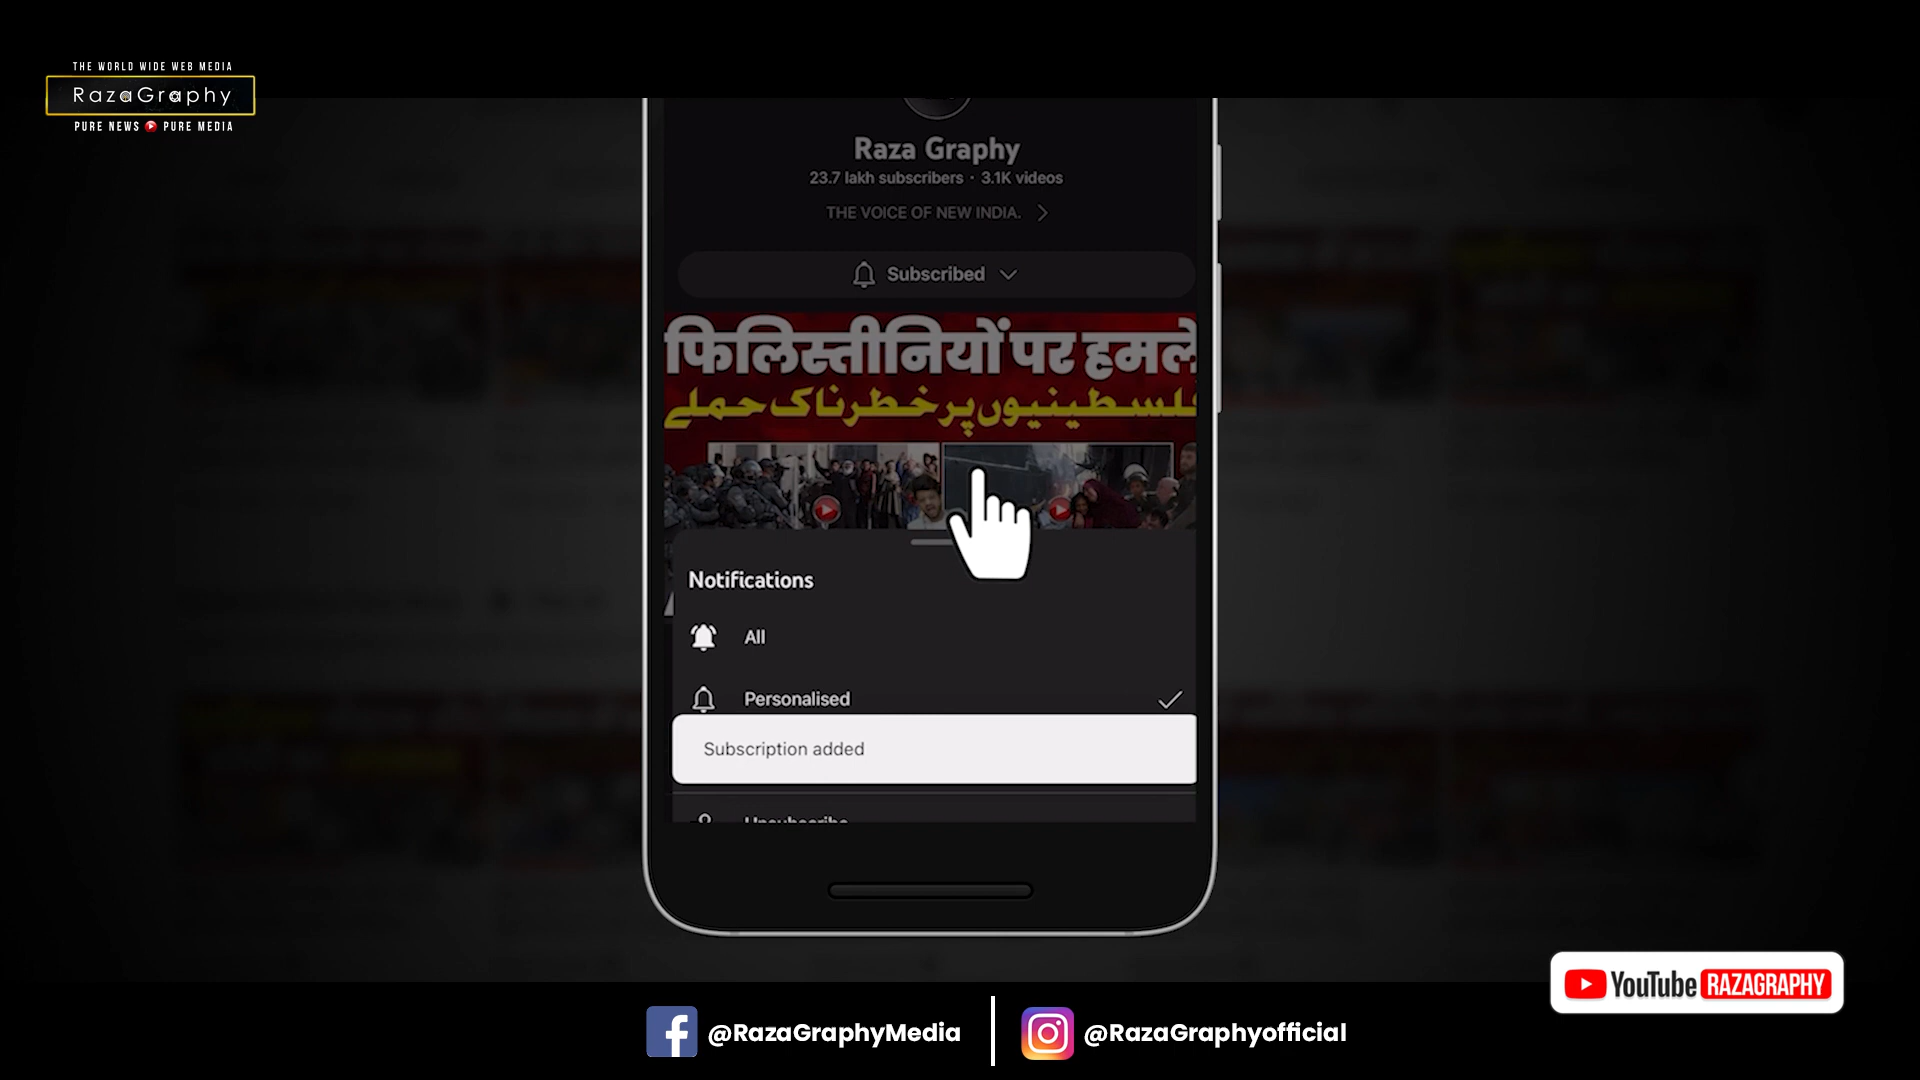 THE WORLD WIDE WEB MEDIA
RazaGraphy
PURE NEWS PURE MEDIA
Raza Graphy
23.7 lakh subscribers · 3.1K videos
THE VOICE OF NEW INDIA.
Subscribed
फिलिस्तीनियों पर हमले
فلسطینیوں پر خطرناک حملے
Notifications
All
Personalised
Subscription added
Unsubscribe
YouTube RAZAGRAPHY
@RazaGraphyMedia
@RazaGraphyofficial